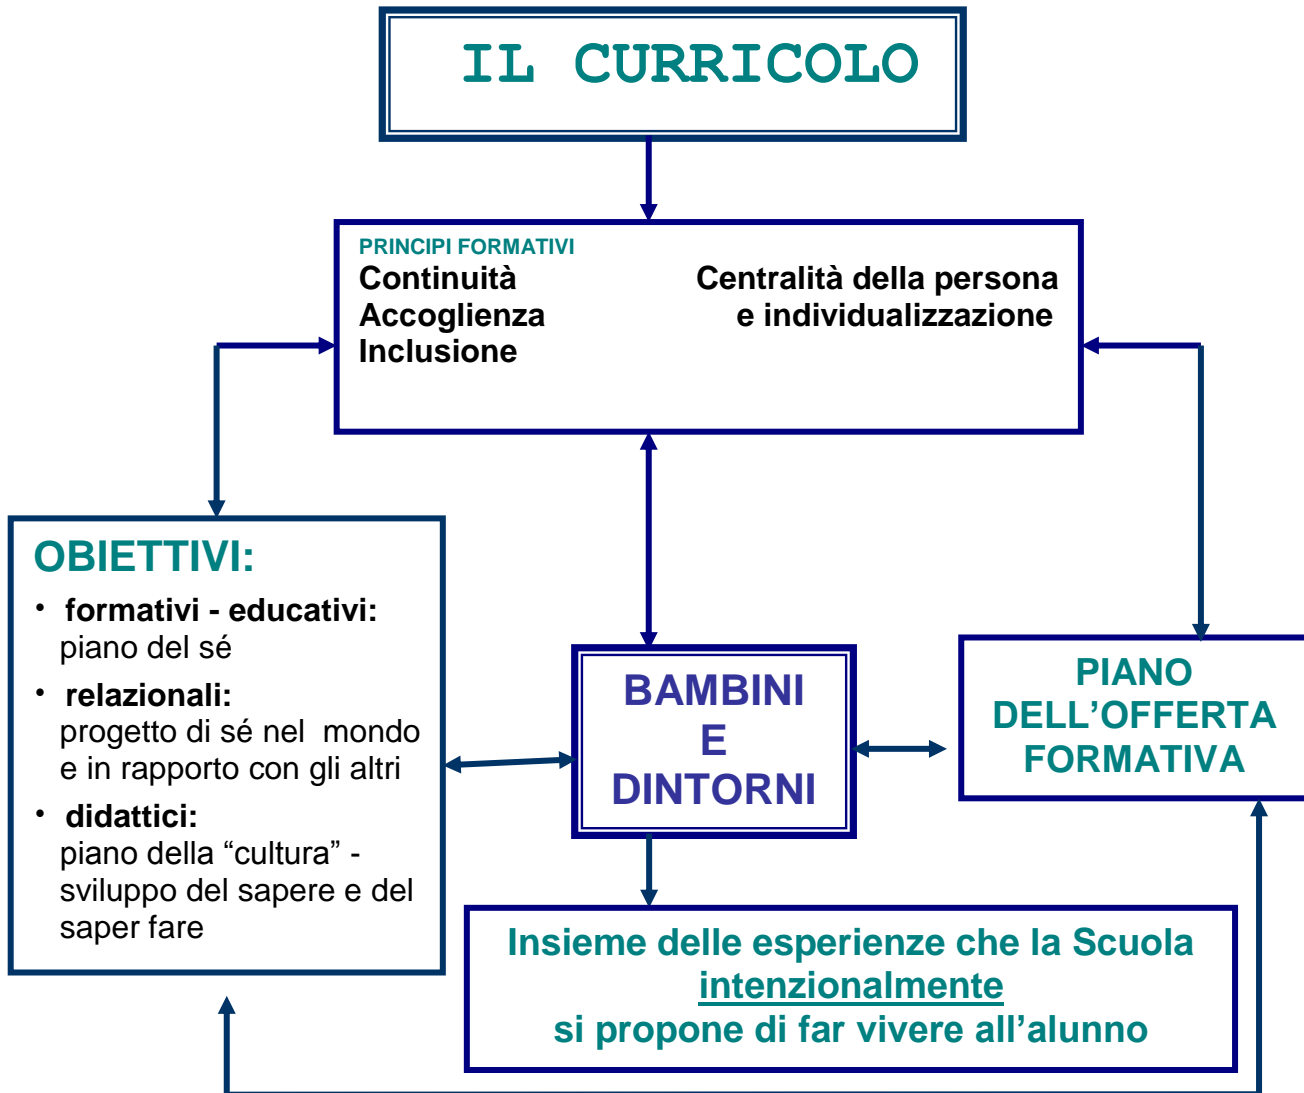 IL CURRICOLO
PRINCIPI FORMATIVI
Continuità Centralità della persona
Accoglienza e individualizzazione
Inclusione
OBIETTIVI:
• formativi - educativi:
piano del sé
• relazionali:
progetto di sé nel mondo
e in rapporto con gli altri
• didattici:
piano della “cultura” -
sviluppo del sapere e del
saper fare
BAMBINI
E
DINTORNI
PIANO
DELL’OFFERTA
FORMATIVA
Insieme delle esperienze che la Scuola
intenzionalmente
si propone di far vivere all’alunno